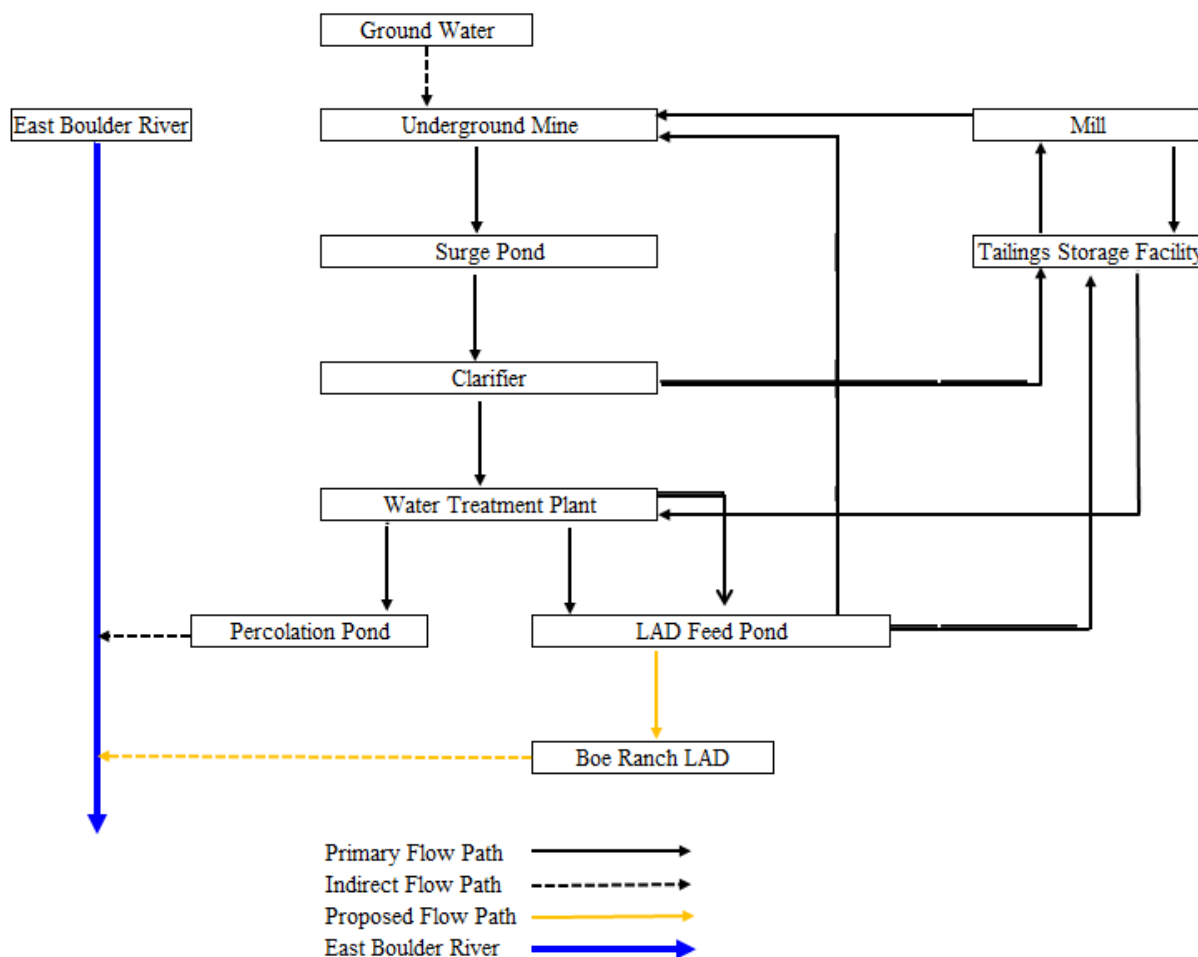 Ground Water
East Boulder River
Underground Mine
Mill
Surge Pond
Tailings Storage Facility
Clarifier
Water Treatment Plant
Percolation Pond
LAD Feed Pond
Boe Ranch LAD
Primary Flow Path
Indirect Flow Path
Proposed Flow Path
East Boulder River